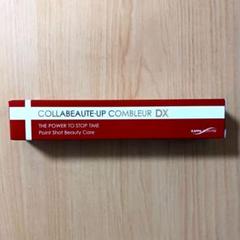 COLLABEAUTE-UP COMBLEUR DX
THE POWER TO STOP TIME
Point Shot Beauty Care